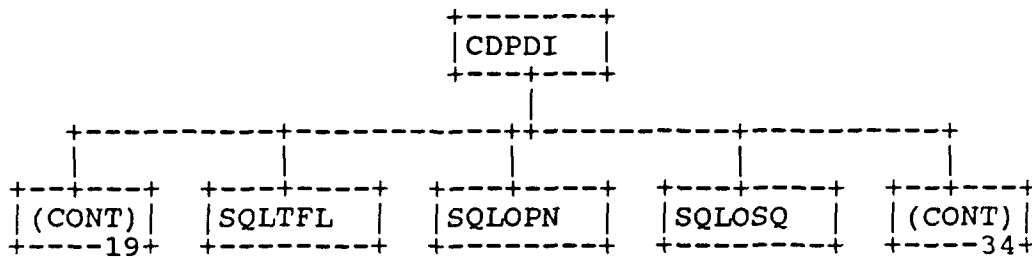 CDPDI
(CONT) SQLTFL SQLOPN SQLOSQ (CONT)
19 34